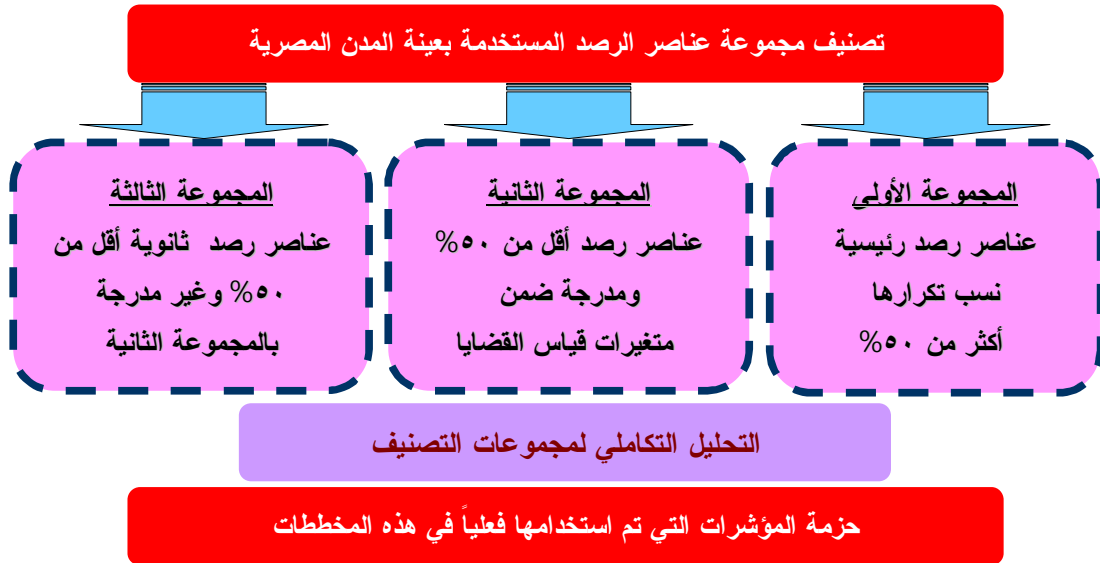 تصنيف مجموعة عناصر الرصد المستخدمة بعينة المدن المصرية
المجموعة الأولي
عناصر رصد رئيسية
نسب تكرارها
أكثر من ٥٠%
المجموعة الثانية
عناصر رصد أقل من ٥٠%
ومدرجة ضمن
متغيرات قياس القضايا
المجموعة الثالثة
عناصر رصد ثانوية أقل من
٥٠% وغير مدرجة
بالمجموعة الثانية
التحليل التكاملي لمجموعات التصنيف
حزمة المؤشرات التي تم استخدامها فعلياً في هذه المخططات